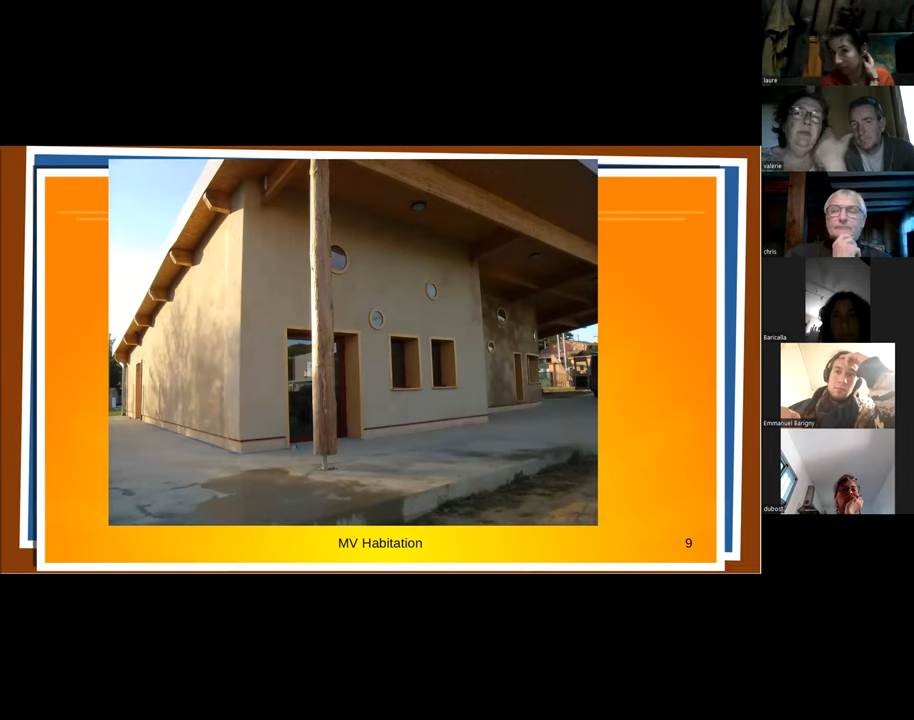 laure
valerie
chris
Baricalla
Emmanuel Barigny
dubost
MV Habitation
9